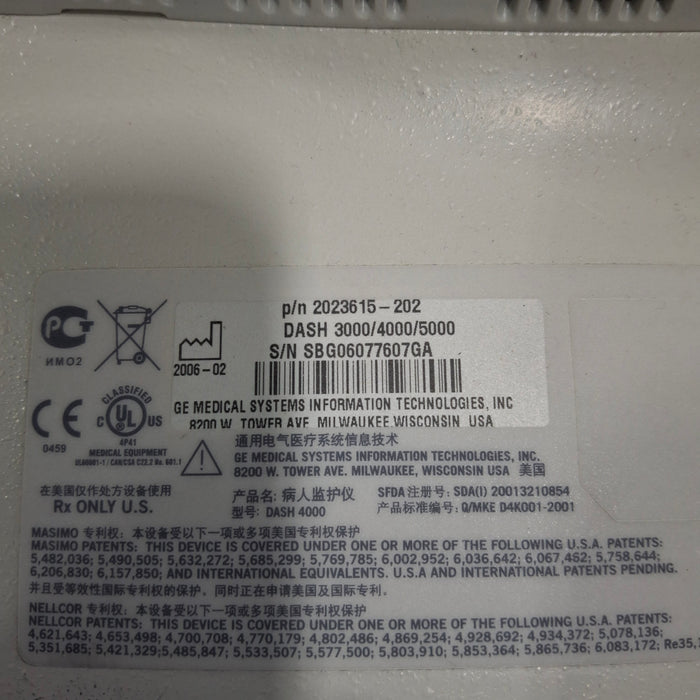 p/n 2023615-202
DASH 3000/4000/5000
S/N SBG06077607GA
2006-02
GE MEDICAL SYSTEMS INFORMATION TECHNOLOGIES, INC
8200 W. TOWER AVE. MILWAUKEE, WISCONSIN USA
PCT
ИМ02
CE
0459
CLASSIFIED
C UL US
4P41
MEDICAL EQUIPMENT
UL60601-1 / CAN/CSA C22.2 No. 601.1
通用电气医疗系统信息技术
GE MEDICAL SYSTEMS INFORMATION TECHNOLOGIES, INC.
8200 W. TOWER AVE. MILWAUKEE, WISCONSIN USA 美国
在美国仅作处方设备使用
Rx ONLY U.S.
产品名: 病人监护仪
型号: DASH 4000
SFDA 注册号: SDA(I) 20013210854
产品标准编号: Q/MKE D4K001-2001
MASIMO 专利权: 本设备受以下一项或多项美国专利权保护
MASIMO PATENTS: THIS DEVICE IS COVERED UNDER ONE OR MORE OF THE FOLLOWING U.S.A. PATENTS:
5,482,036; 5,490,505; 5,632,272; 5,685,299; 5,769,785; 6,002,952; 6,036,642; 6,067,462; 5,758,644;
6,206,830; 6,157,850; AND INTERNATIONAL EQUIVALENTS. U.S.A AND INTERNATIONAL PATENTS PENDING.
并且受等效性国际专利权的保护。同时正在申请美国及国际专利。
NELLCOR 专利权: 本设备受以下一项或多项美国专利权保护
NELLCOR PATENTS: THIS DEVICE IS COVERED UNDER ONE OR MORE OF THE FOLLOWING U.S.A. PATENTS:
4,621,643; 4,653,498; 4,700,708; 4,770,179; 4,802,486; 4,869,254; 4,928,692; 4,934,372; 5,078,136;
5,351,685; 5,421,329; 5,485,847; 5,533,507; 5,577,500; 5,803,910; 5,853,364; 5,865,736; 6,083,172; Re35,1